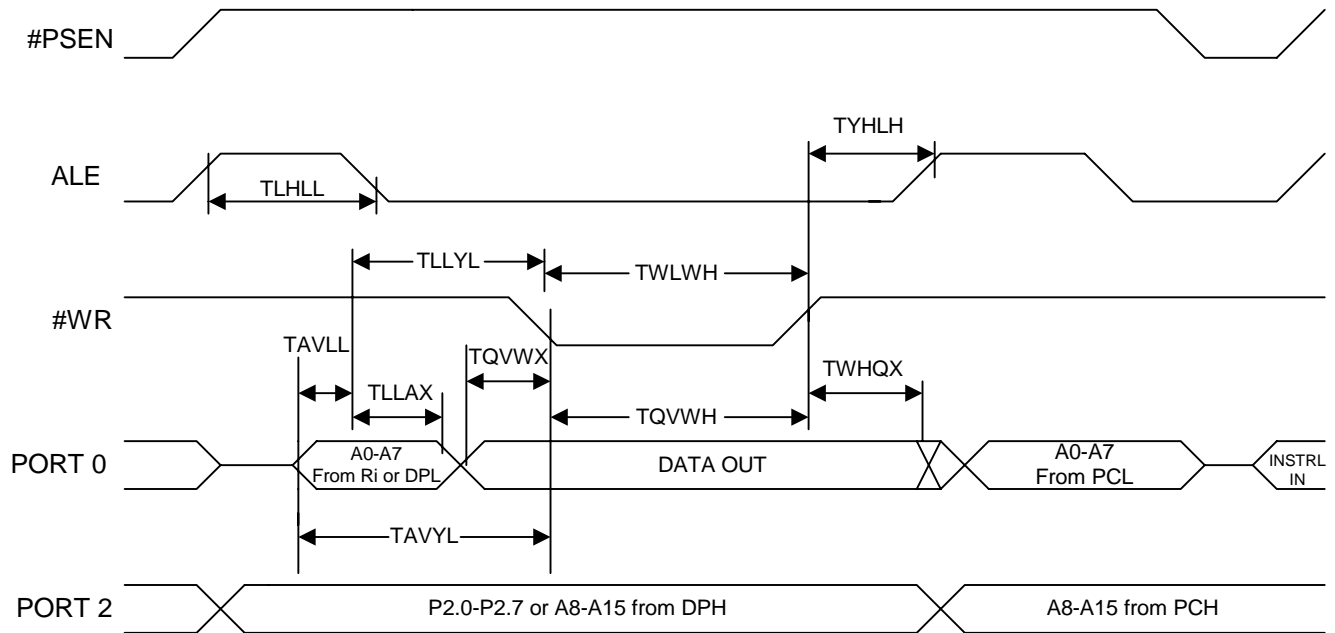 #PSEN
TYHLH
ALE
TLHLL
TLLYL
TWLWH
#WR
TAVLL
TQVWX
TWHQX
TLLAX
TQVWH
PORT 0
A0-A7
From Ri or DPL
DATA OUT
A0-A7
From PCL
INSTRL
IN
TAVYL
PORT 2
P2.0-P2.7 or A8-A15 from DPH
A8-A15 from PCH